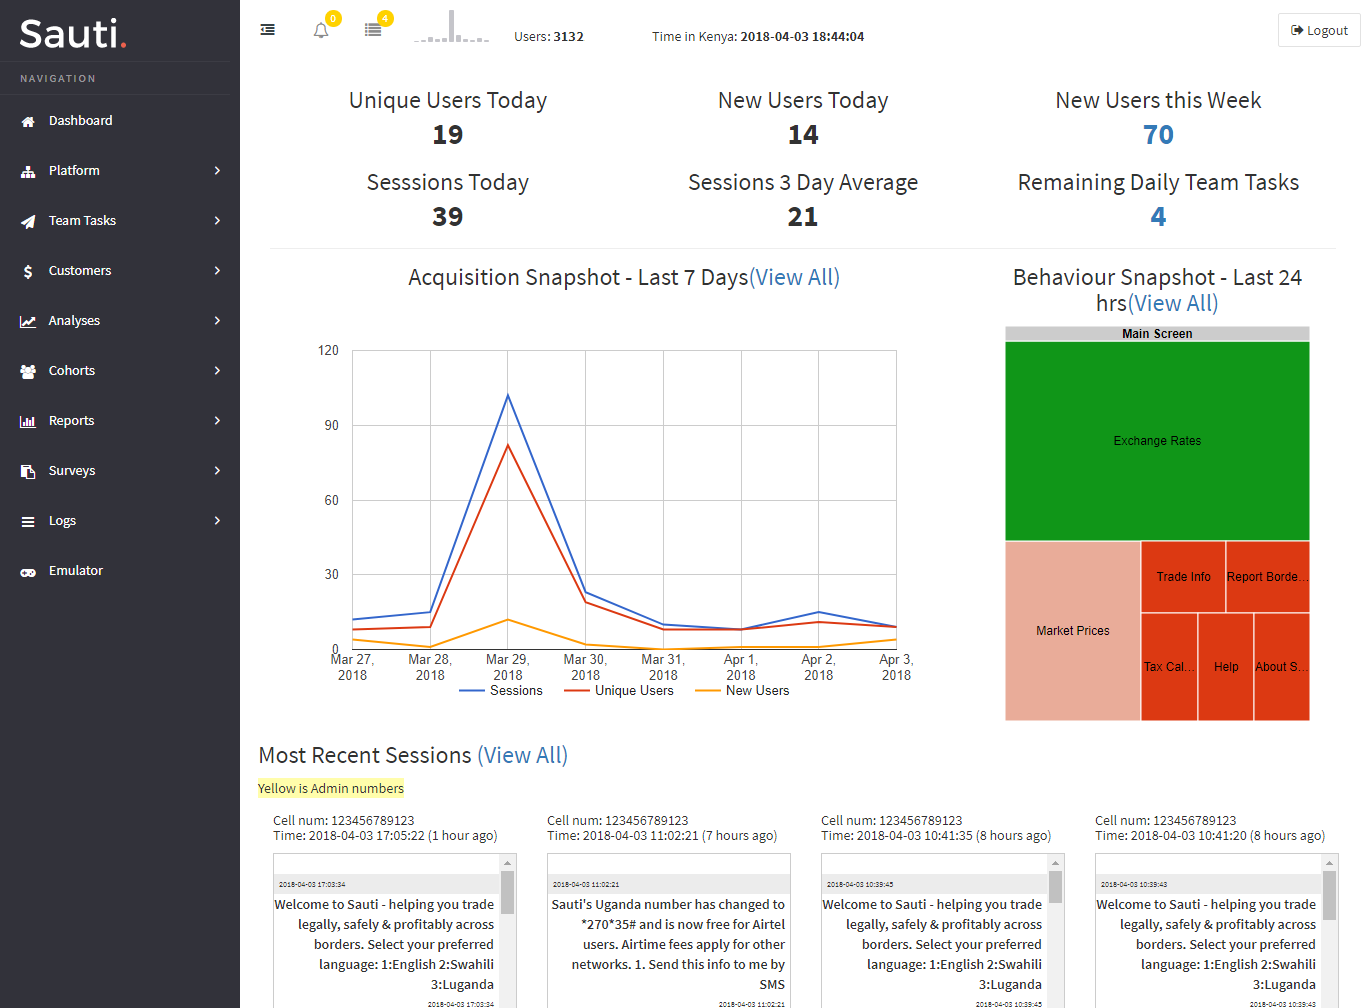 Sauti.
NAVIGATION
Dashboard
Platform
Team Tasks
Customers
Analyses
Cohorts
Reports
Surveys
Logs
Emulator
0
4
Users: 3132
Time in Kenya: 2018-04-03 18:44:04
Logout
Unique Users Today
19
New Users Today
14
New Users this Week
70
Sesssions Today
39
Sessions 3 Day Average
21
Remaining Daily Team Tasks
4
Acquisition Snapshot - Last 7 Days(View All)
120
90
60
30
0
Mar 27, 2018
Mar 28, 2018
Mar 29, 2018
Mar 30, 2018
Mar 31, 2018
Apr 1, 2018
Apr 2, 2018
Apr 3, 2018
Sessions
Unique Users
New Users
Behaviour Snapshot - Last 24
hrs(View All)
Main Screen
Exchange Rates
Market Prices
Trade Info
Report Borde...
Tax Cal...
Help
About S...
Most Recent Sessions (View All)
Yellow is Admin numbers
Cell num: 123456789123
Time: 2018-04-03 17:05:22 (1 hour ago)
2018-04-03 17:03:34
Welcome to Sauti - helping you trade
legally, safely & profitably across
borders. Select your preferred
language: 1:English 2:Swahili
3:Luganda
2018-04-03 17:03:34
Cell num: 123456789123
Time: 2018-04-03 11:02:21 (7 hours ago)
2018-04-03 11:02:21
Sauti's Uganda number has changed to
*270*35# and is now free for Airtel
users. Airtime fees apply for other
networks. 1. Send this info to me by
SMS
2018-04-03 11:02:21
Cell num: 123456789123
Time: 2018-04-03 10:41:35 (8 hours ago)
2018-04-03 10:39:45
Welcome to Sauti - helping you trade
legally, safely & profitably across
borders. Select your preferred
language: 1:English 2:Swahili
3:Luganda
2018-04-03 10:39:45
Cell num: 123456789123
Time: 2018-04-03 10:41:20 (8 hours ago)
2018-04-03 10:39:43
Welcome to Sauti - helping you trade
legally, safely & profitably across
borders. Select your preferred
language: 1:English 2:Swahili
3:Luganda
2018-04-03 10:39:43